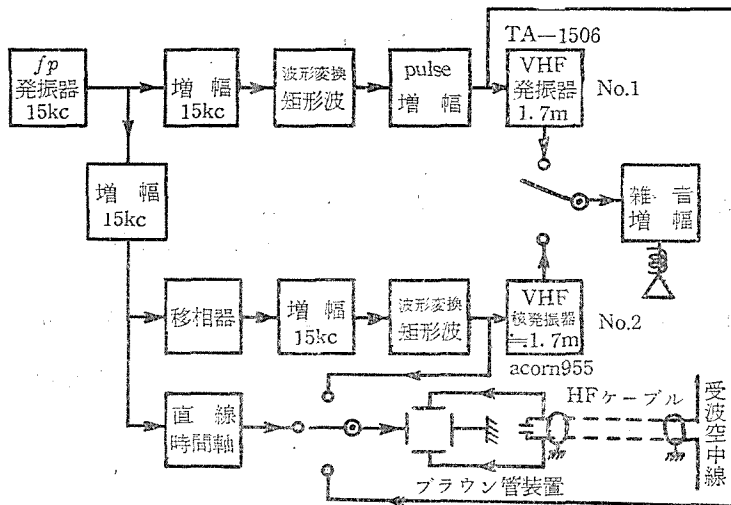 TA—1506
fp
発振器
15kc
増幅
15kc
波形変換
矩形波
pulse
増幅
VHF
発振器
1.7m
No.1
増幅
15kc
雑音
増幅
移相器
増幅
15kc
波形変換
矩形波
VHF
検発振器
≒1.7m
No.2
acorn955
直線
時間軸
HFケーブル
受波空中線
ブラウン管装置